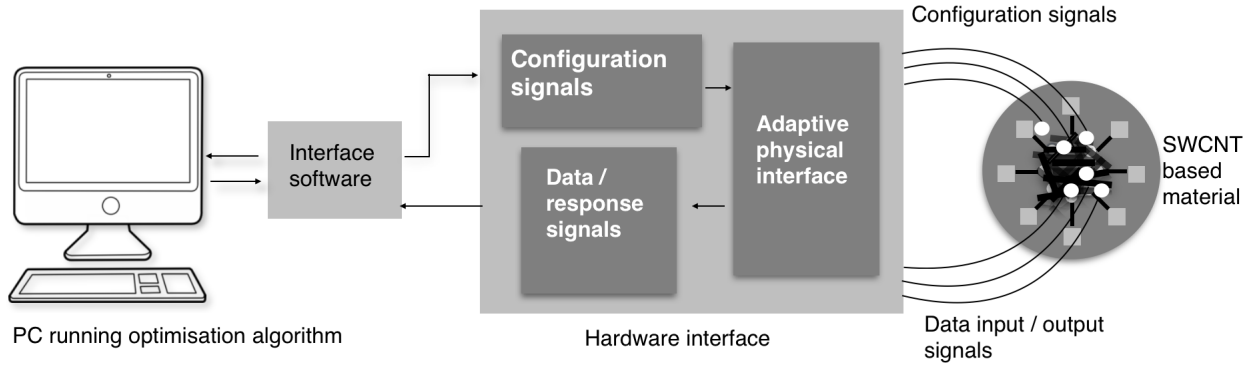 Configuration signals
Configuration
signals
Adaptive
physical
interface
Interface
software
Data /
response
signals
SWCNT
based
material
PC running optimisation algorithm
Hardware interface
Data input / output
signals